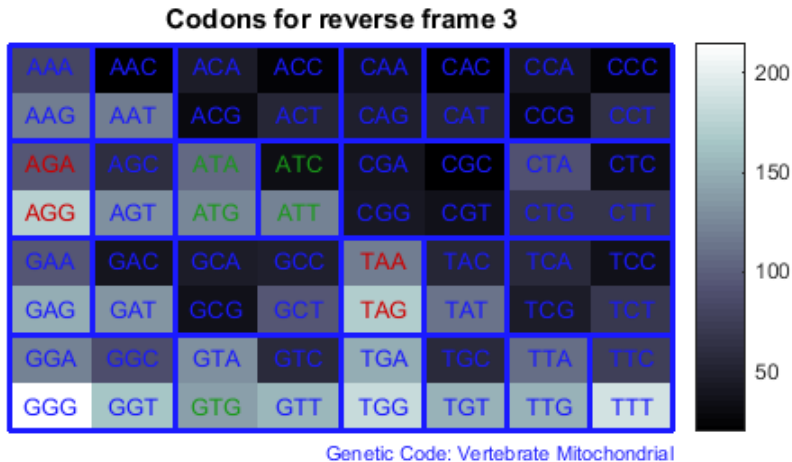 Codons for reverse frame 3
AAA AAC ACA ACC CAA CAC CCA CCC
AAG AAT ACG ACT CAG CAT CCG CCT
AGA AGC ATA ATC CGA CGC CTA CTC
AGG AGT ATG ATT CGG CGT CTG CTT
GAA GAC GCA GCC TAA TAC TCA TCC
GAG GAT GCG GCT TAG TAT TCG TCT
GGA GGC GTA GTC TGA TGC TTA TTC
GGG GGT GTG GTT TGG TGT TTG TTT
200
150
100
50
Genetic Code: Vertebrate Mitochondrial